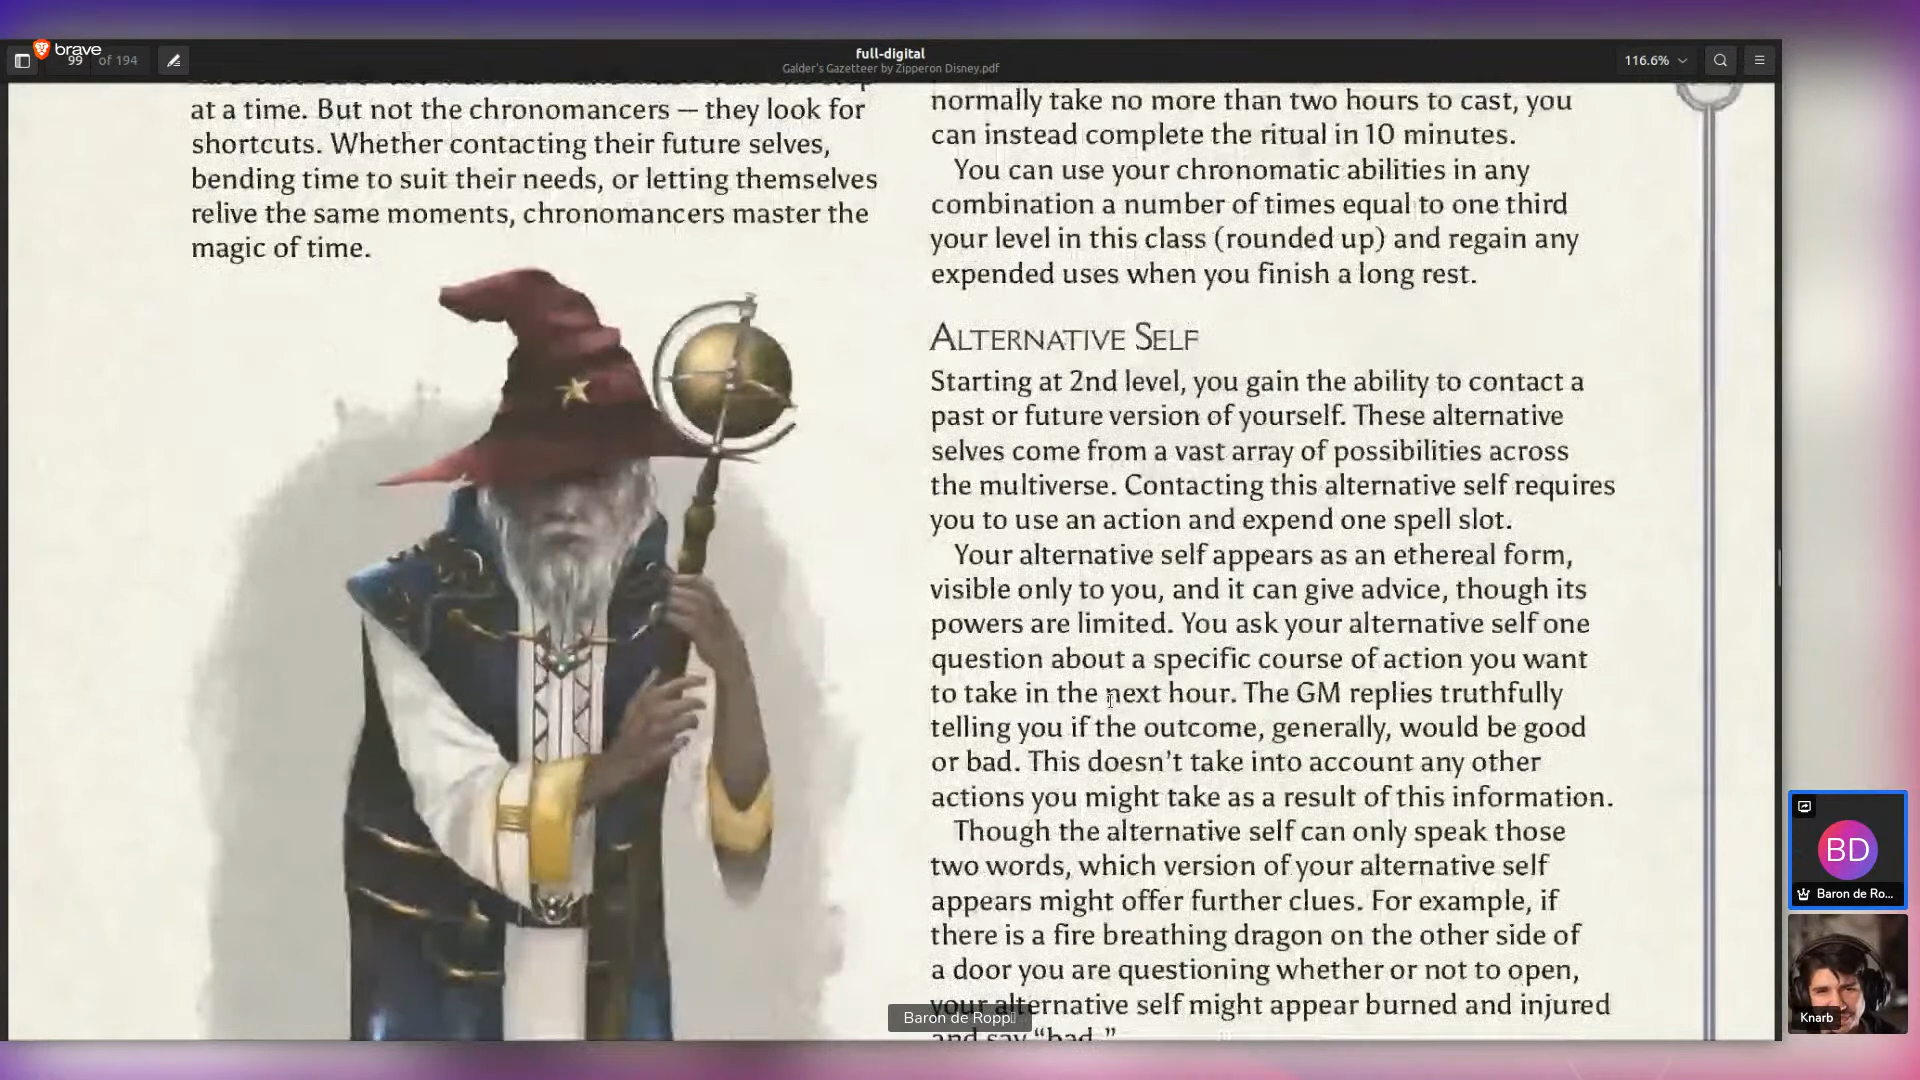 brave
99 of 194
full-digital
Galder's Gazetteer by Zipperon Disney.pdf
116.6%
at a time. But not the chronomancers — they look for
shortcuts. Whether contacting their future selves,
bending time to suit their needs, or letting themselves
relive the same moments, chronomancers master the
magic of time.
normally take no more than two hours to cast, you
can instead complete the ritual in 10 minutes.
You can use your chronomatic abilities in any
combination a number of times equal to one third
your level in this class (rounded up) and regain any
expended uses when you finish a long rest.
ALTERNATIVE SELF
Starting at 2nd level, you gain the ability to contact a
past or future version of yourself. These alternative
selves come from a vast array of possibilities across
the multiverse. Contacting this alternative self requires
you to use an action and expend one spell slot.
Your alternative self appears as an ethereal form,
visible only to you, and it can give advice, though its
powers are limited. You ask your alternative self one
question about a specific course of action you want
to take in the next hour. The GM replies truthfully
telling you if the outcome, generally, would be good
or bad. This doesn't take into account any other
actions you might take as a result of this information.
Though the alternative self can only speak those
two words, which version of your alternative self
appears might offer further clues. For example, if
there is a fire breathing dragon on the other side of
a door you are questioning whether or not to open,
your alternative self might appear burned and injured
and say “bad.”
Baron de Ropp
BD
Baron de Ro...
Knarb